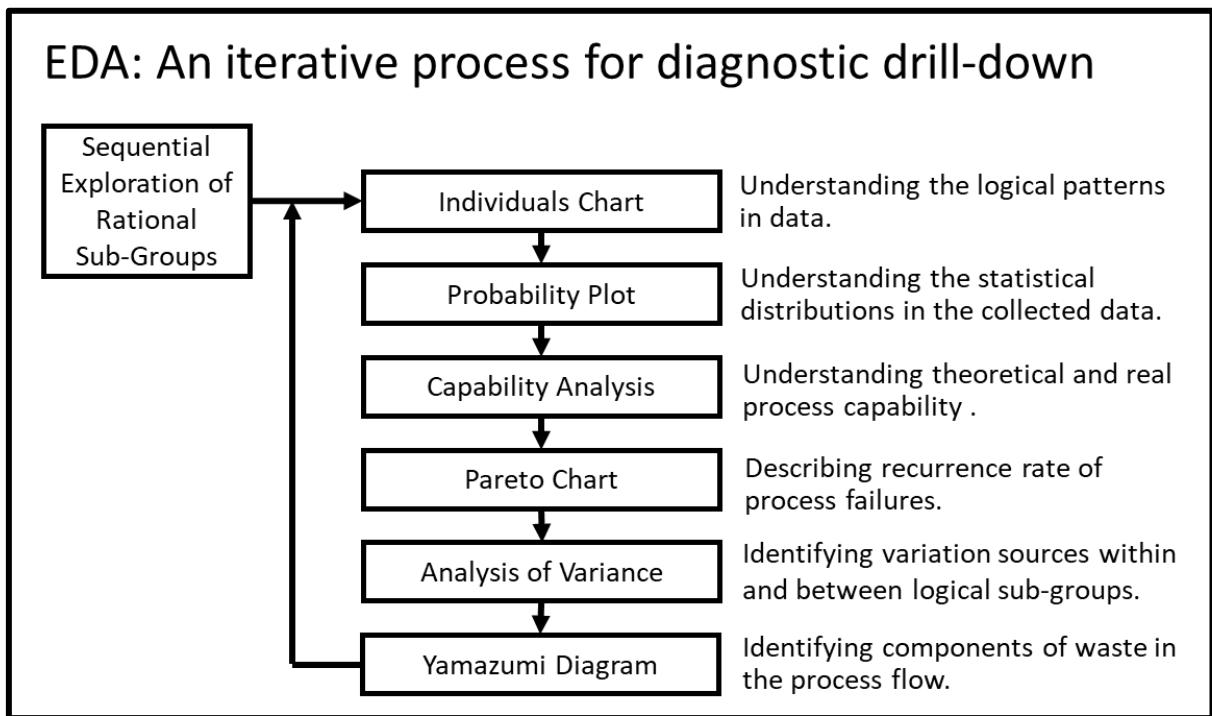 EDA: An iterative process for diagnostic drill-down
Sequential
Exploration of
Rational
Sub-Groups
Individuals Chart
Understanding the logical patterns
in data.
Probability Plot
Understanding the statistical
distributions in the collected data.
Capability Analysis
Understanding theoretical and real
process capability .
Pareto Chart
Describing recurrence rate of
process failures.
Analysis of Variance
Identifying variation sources within
and between logical sub-groups.
Yamazumi Diagram
Identifying components of waste in
the process flow.